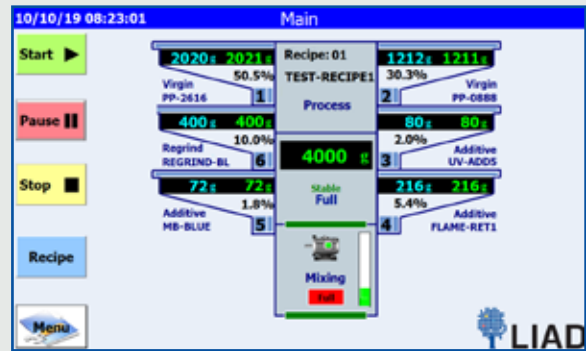 10/10/19 08:23:01 Main
Start
Pause
Stop
Recipe
Menu
2020g 2021g
50.5%
Virgin
PP-2616
1
Recipe: 01
TEST-RECIPE1
Process
1212g 1211g
30.3%
Virgin
PP-0888
2
400g 400g
10.0%
Regrind
REGRIND-BL
6
4000 g
Stable
Full
80g 80g
2.0%
Additive
UV-ADD5
3
72g 72g
1.8%
Additive
MB-BLUE
5
216g 216g
5.4%
Additive
FLAME-RET1
4
Mixing
Full
LIAD